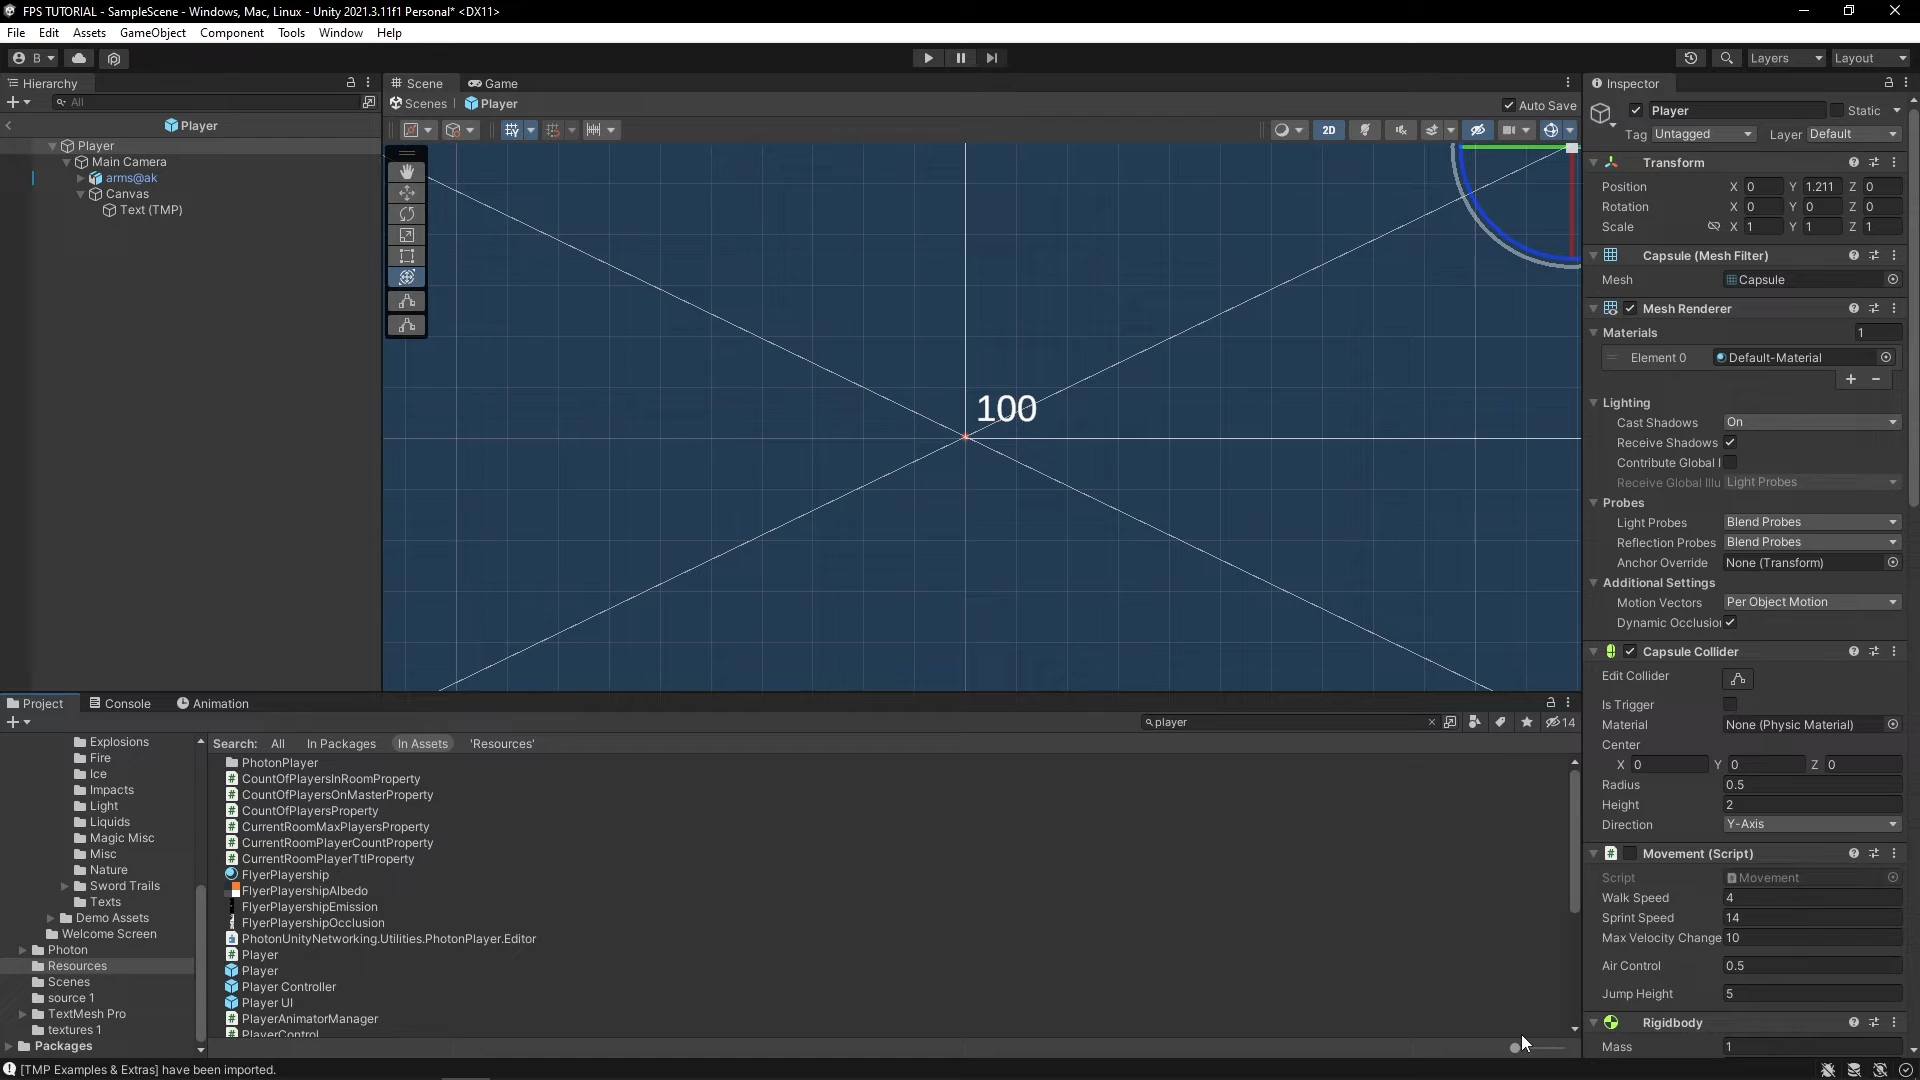 FPS TUTORIAL - SampleScene - Windows, Mac, Linux - Unity 2021.3.11f1 Personal* <DX11>
File Edit Assets GameObject Component Tools Window Help
B
Layers
Layout
Hierarchy
All
Player
Player
Main Camera
arms@ak
Canvas
Text (TMP)
Scene
Game
Scenes
Player
Auto Save
2D
100
Inspector
Player
Static
Tag Untagged
Layer Default
Transform
Position X 0 Y 1.211 Z 0
Rotation X 0 Y 0 Z 0
Scale X 1 Y 1 Z 1
Capsule (Mesh Filter)
Mesh Capsule
Mesh Renderer
Materials 1
Element 0 Default-Material
Lighting
Cast Shadows On
Receive Shadows
Contribute Global I
Receive Global Illu Light Probes
Probes
Light Probes Blend Probes
Reflection Probes Blend Probes
Anchor Override None (Transform)
Additional Settings
Motion Vectors Per Object Motion
Dynamic Occlusion
Capsule Collider
Edit Collider
Is Trigger
Material None (Physic Material)
Center
X 0 Y 0 Z 0
Radius 0.5
Height 2
Direction Y-Axis
Movement (Script)
Script Movement
Walk Speed 4
Sprint Speed 14
Max Velocity Change 10
Air Control 0.5
Jump Height 5
Rigidbody
Mass 1
Project
Console
Animation
player
14
Explosions
Fire
Ice
Impacts
Light
Liquids
Magic Misc
Misc
Nature
Sword Trails
Texts
Demo Assets
Welcome Screen
Photon
Resources
Scenes
source 1
TextMesh Pro
textures 1
Packages
Search: All In Packages In Assets 'Resources'
PhotonPlayer
CountOfPlayersInRoomProperty
CountOfPlayersOnMasterProperty
CountOfPlayersProperty
CurrentRoomMaxPlayersProperty
CurrentRoomPlayerCountProperty
CurrentRoomPlayerTtlProperty
FlyerPlayership
FlyerPlayershipAlbedo
FlyerPlayershipEmission
FlyerPlayershipOcclusion
PhotonUnityNetworking.Utilities.PhotonPlayer.Editor
Player
Player
Player Controller
Player UI
PlayerAnimatorManager
PlayerControl
[TMP Examples & Extras] have been imported.